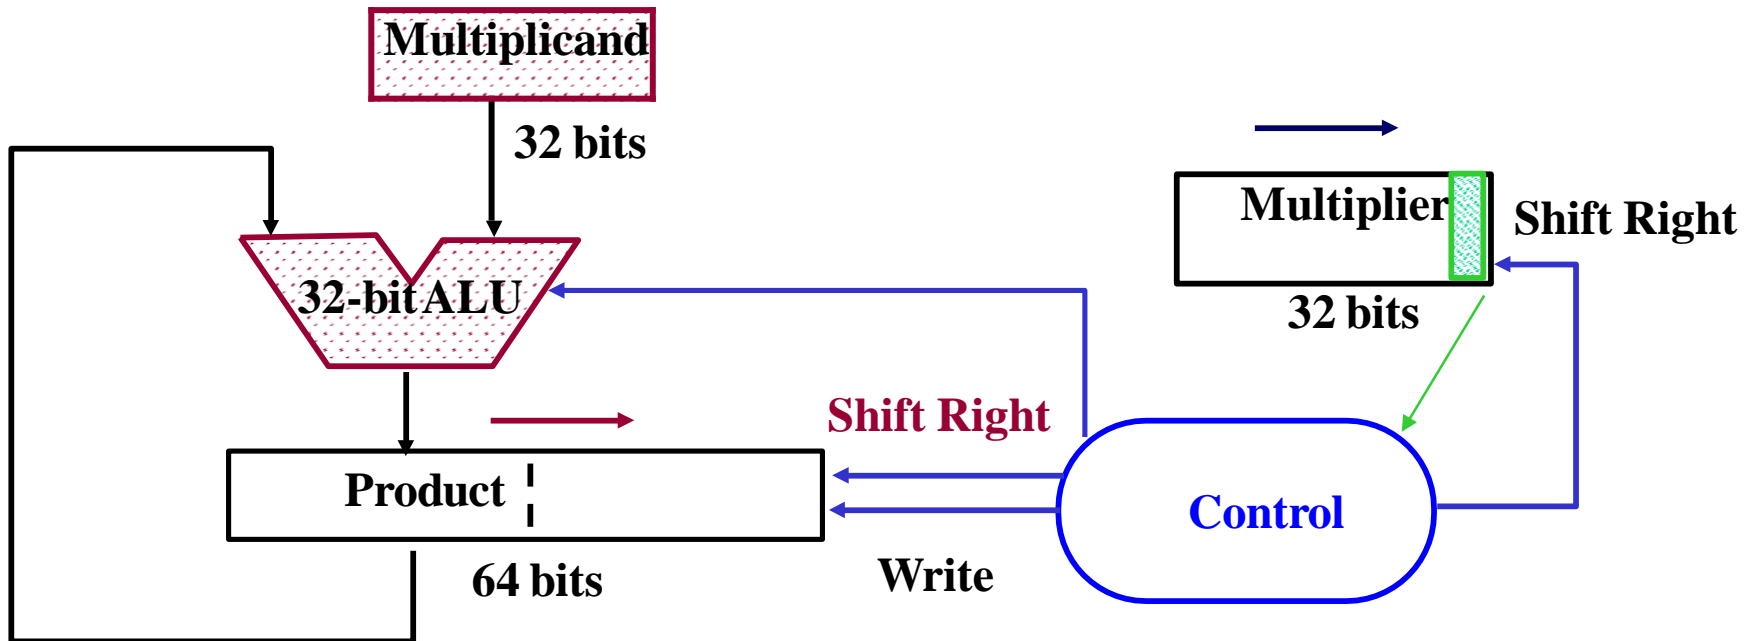 Multiplicand
32 bits
Multiplier
Shift Right
32-bit ALU
32 bits
Shift Right
Product
Control
64 bits
Write